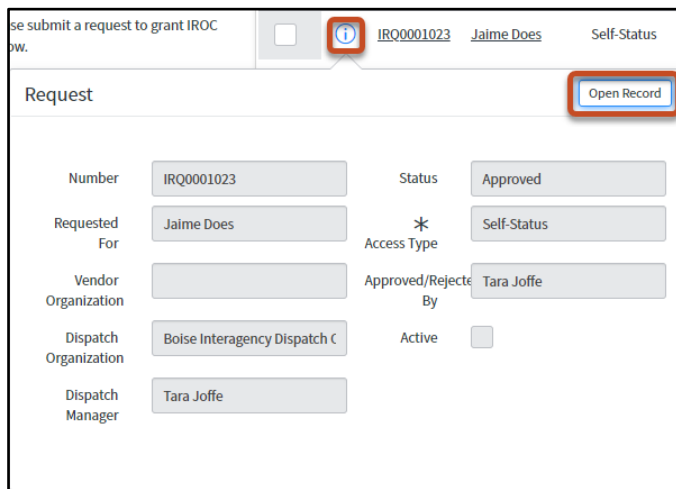 se submit a request to grant IROC
ow.
IRQ0001023 Jaime Does Self-Status
Request
Open Record
Number IRQ0001023 Status Approved
Requested For Jaime Does
* Access Type Self-Status
Vendor Organization
Approved/Rejecte By Tara Joffe
Dispatch Organization Boise Interagency Dispatch C
Active
Dispatch Manager Tara Joffe